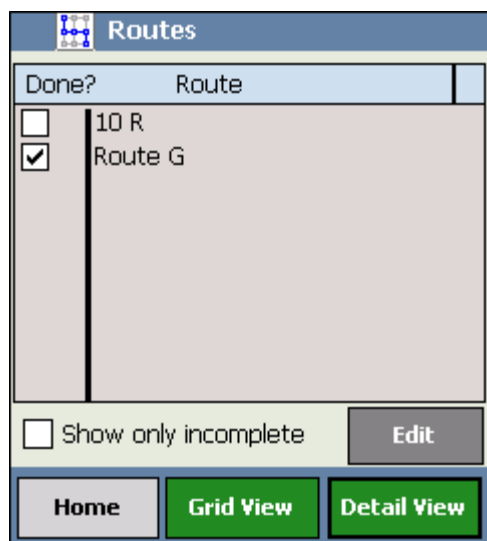 Routes
Done? Route
10 R
Route G
Show only incomplete Edit
Home Grid View Detail View